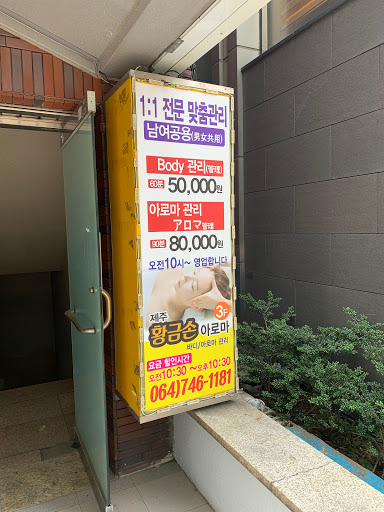 1:1 전문 맞춤관리
남여공용(男女共用)
Body 관리
60분 50,000원
아로마 관리
アロマ
90분 80,000원
오전10시~ 영업합니다
제주 3F
황금손 아로마
바디/아로마 관리
요금 할인시간
오전10:30 ~ 오후10:30
064)746-1181